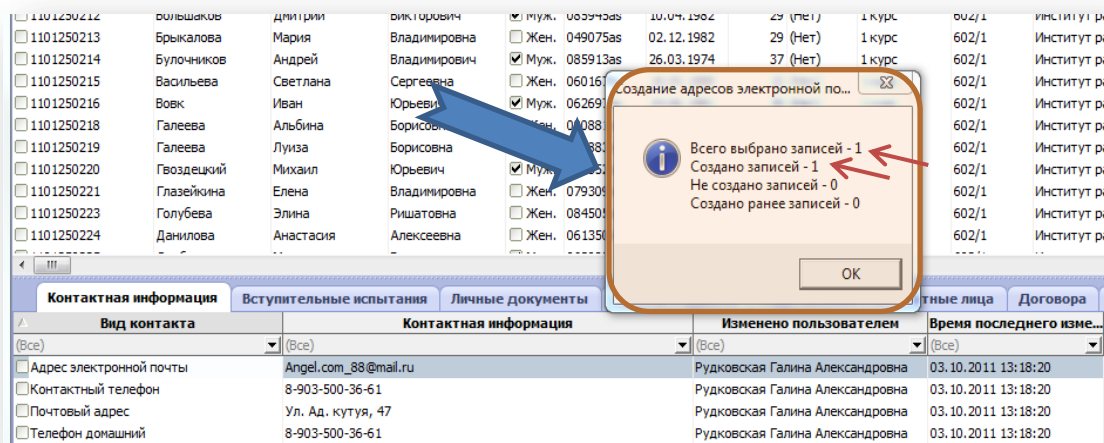 1101250212 Большаков Дмитрий Викторович Муж. 085945as 10.04.1982 29 (Нет) 1 курс 602/1 Институт
1101250213 Брыкалова Мария Владимировна Жен. 049075as 02.12.1982 29 (Нет) 1 курс 602/1 Институт
1101250214 Булочников Андрей Владимирович Муж. 085913as 26.03.1974 37 (Нет) 1 курс 602/1 Институт
1101250215 Васильева Светлана Сергеевна Жен. 602/1 Институт
1101250216 Вовк Иван Юрьевич Муж. 602/1 Институт
1101250218 Галеева Альбина Борисовна Жен. 602/1 Институт
1101250219 Галеева Луиза Борисовна 602/1 Институт
1101250220 Гвоздецкий Михаил Юрьевич Муж. 602/1 Институт
1101250221 Глазейкина Елена Владимировна Жен. 602/1 Институт
1101250223 Голубева Элина Ришатовна Жен. 602/1 Институт
1101250224 Данилова Анастасия Алексеевна Жен. 602/1 Институт
Создание адресов электронной по...
Всего выбрано записей - 1
Создано записей - 1
Не создано записей - 0
Создано ранее записей - 0
OK
Контактная информация Вступительные испытания Личные документы тные лица Договора
Вид контакта Контактная информация Изменено пользователем Время последнего изме...
(Все) (Все) (Все) (Все)
Адрес электронной почты Angel.com_88@mail.ru Рудковская Галина Александровна 03.10.2011 13:18:20
Контактный телефон 8-903-500-36-61 Рудковская Галина Александровна 03.10.2011 13:18:20
Почтовый адрес Ул. Ад. кутуя, 47 Рудковская Галина Александровна 03.10.2011 13:18:20
Телефон домашний 8-903-500-36-61 Рудковская Галина Александровна 03.10.2011 13:18:20